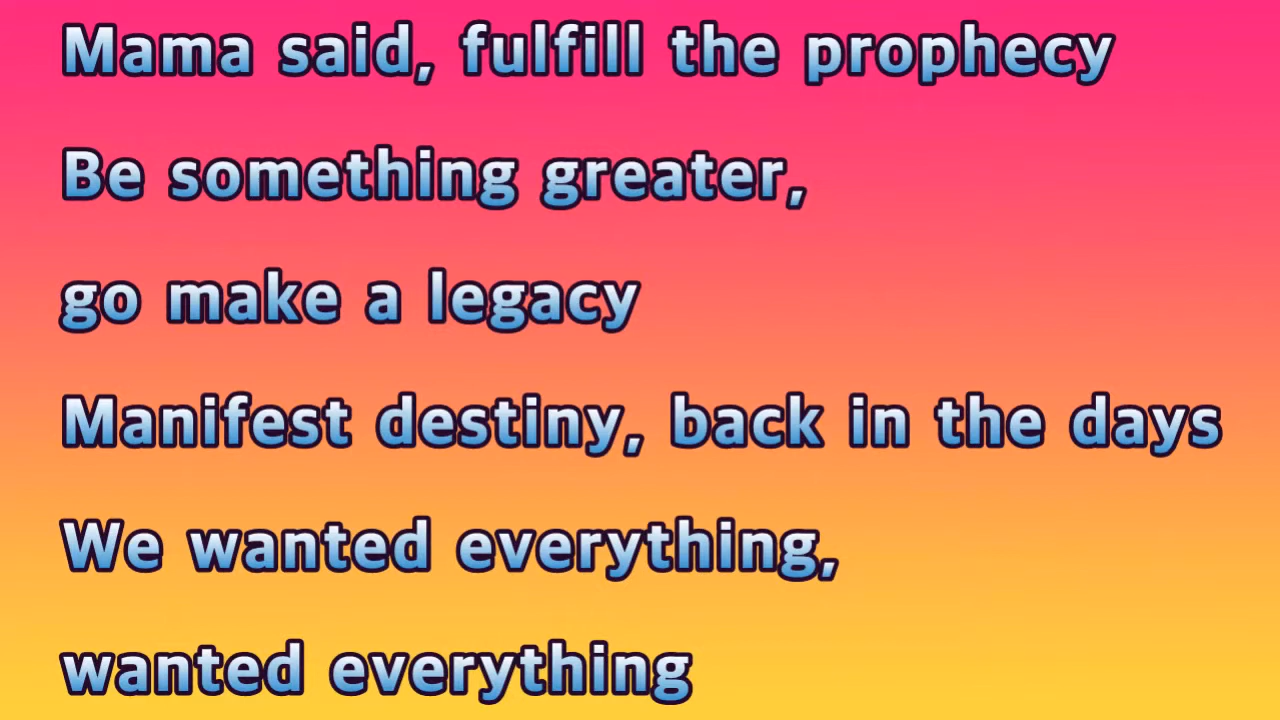 Mama said, fulfill the prophecy
Be something greater,
go make a legacy
Manifest destiny, back in the days
We wanted everything,
wanted everything